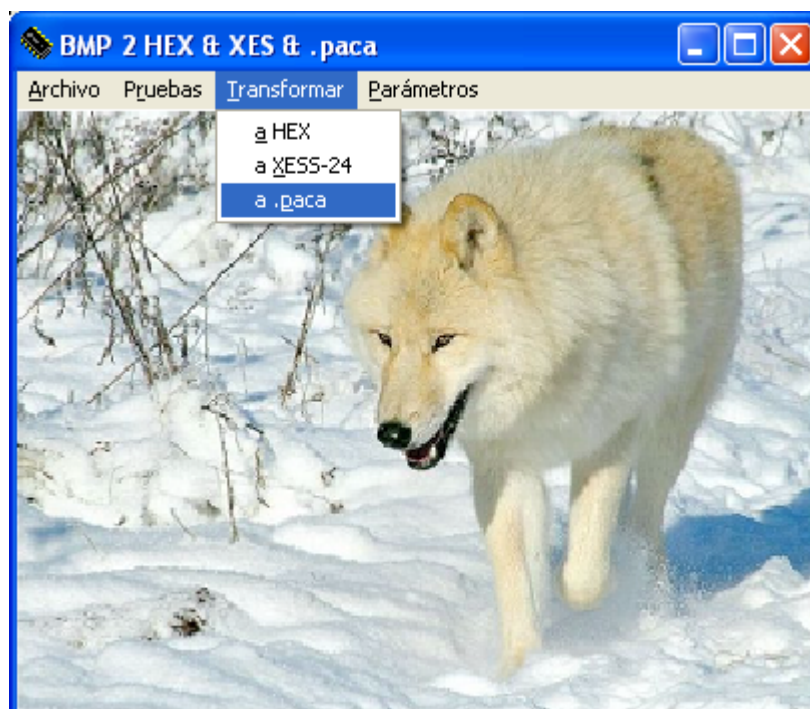 BMP 2 HEX & XES & .paca
Archivo Pruebas Transformar Parámetros
a HEX
a XESS-24
a .paca